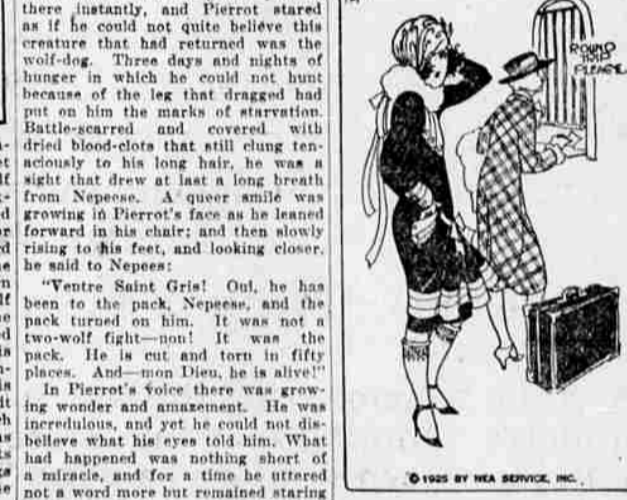 there instantly, and Pierrot stared
as if he could not quite believe this
creature that had returned was the
wolf-dog. Three days and nights of
hunger in which he could not hunt
because of the leg that dragged had
put on him the marks of starvation.
Battle-scarred and covered with
dried blood-clots that still clung ten-
aciously to his long hair, he was a
sight that drew at last a long breath
from Nepeese. A queer smile was
growing in Pierrot's face as he leaned
forward in his chair; and then slowly
rising to his feet, and looking closer,
he said to Nepees:
"Ventre Saint Gris! Oui, he has
been to the pack, Nepeese, and the
pack turned on him. It was not a
two-wolf fight—non! It was the
pack. He is cut and torn in fifty
places. And—mon Dieu, he is alive!"
In Pierrot's voice there was grow-
ing wonder and amazement. He was
incredulous, and yet he could not dis-
believe what his eyes told him. What
had happened was nothing short of
a miracle, and for a time he uttered
not a word more but remained staring
ROUND
TRIP
PLEASE
© 1925 BY NEA SERVICE, INC.